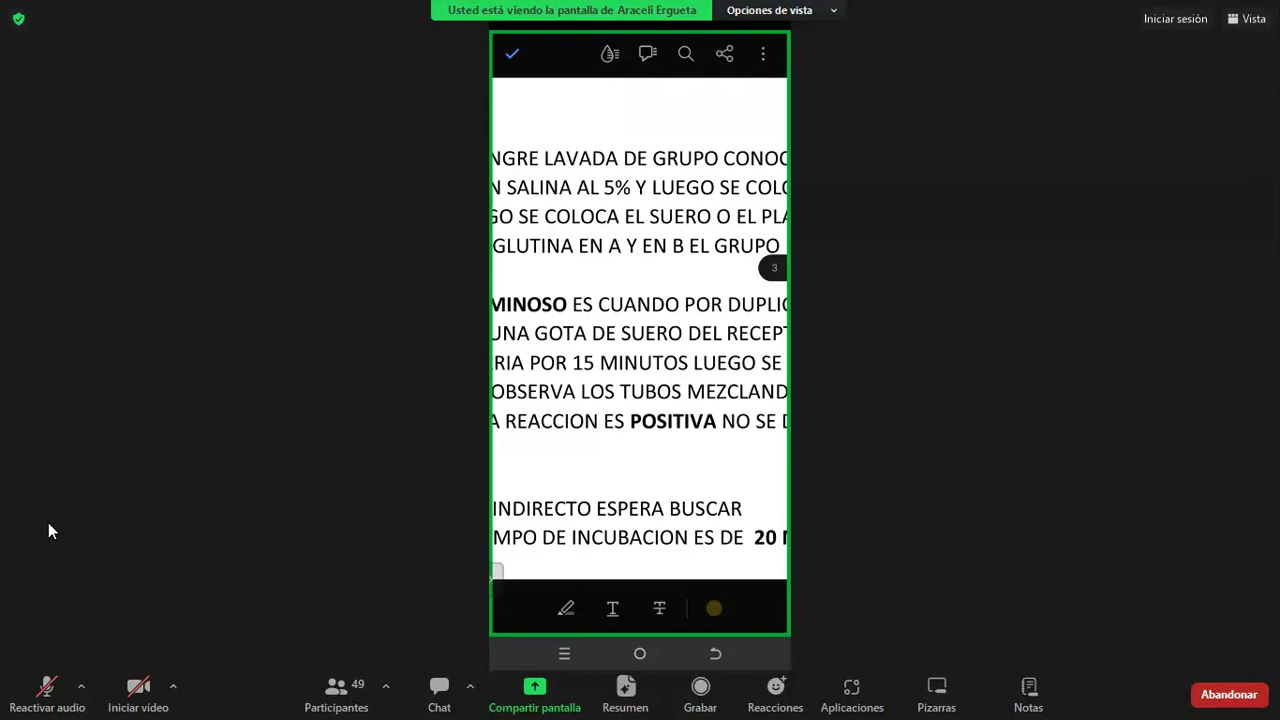 Usted está viendo la pantalla de Araceli Ergueta
Opciones de vista
Iniciar sesión
Vista
NGRE LAVADA DE GRUPO CONOC
N SALINA AL 5% Y LUEGO SE COLO
GO SE COLOCA EL SUERO O EL PLA
GLUTINA EN A Y EN B EL GRUPO
3
MINOSO ES CUANDO POR DUPLIC
UNA GOTA DE SUERO DEL RECEPT
ARIA POR 15 MINUTOS LUEGO SE
OBSERVA LOS TUBOS MEZCLAND
A REACCION ES POSITIVA NO SE D
INDIRECTO ESPERA BUSCAR
MPO DE INCUBACION ES DE 20 M
Reactivar audio
Iniciar vídeo
49
Participantes
Chat
Compartir pantalla
Resumen
Grabar
Reacciones
Aplicaciones
Pizarras
Notas
Abandonar